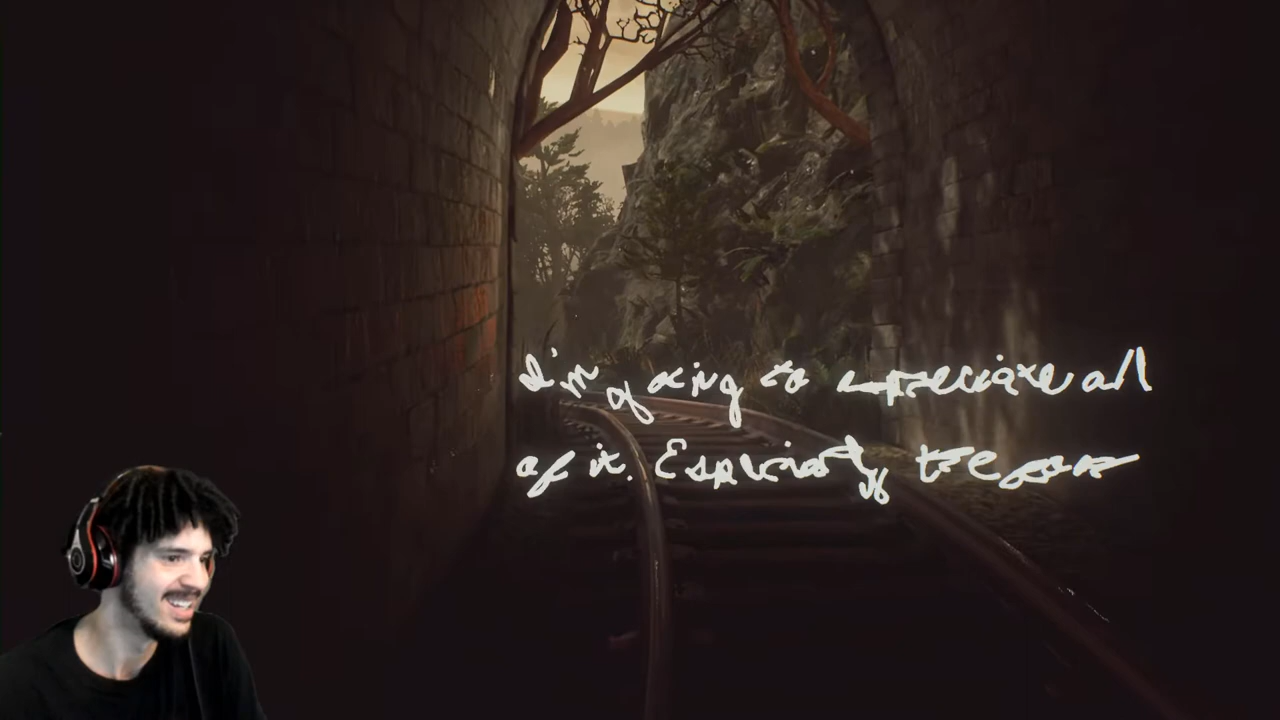 I'm going to appreciate all
of it. Especially the